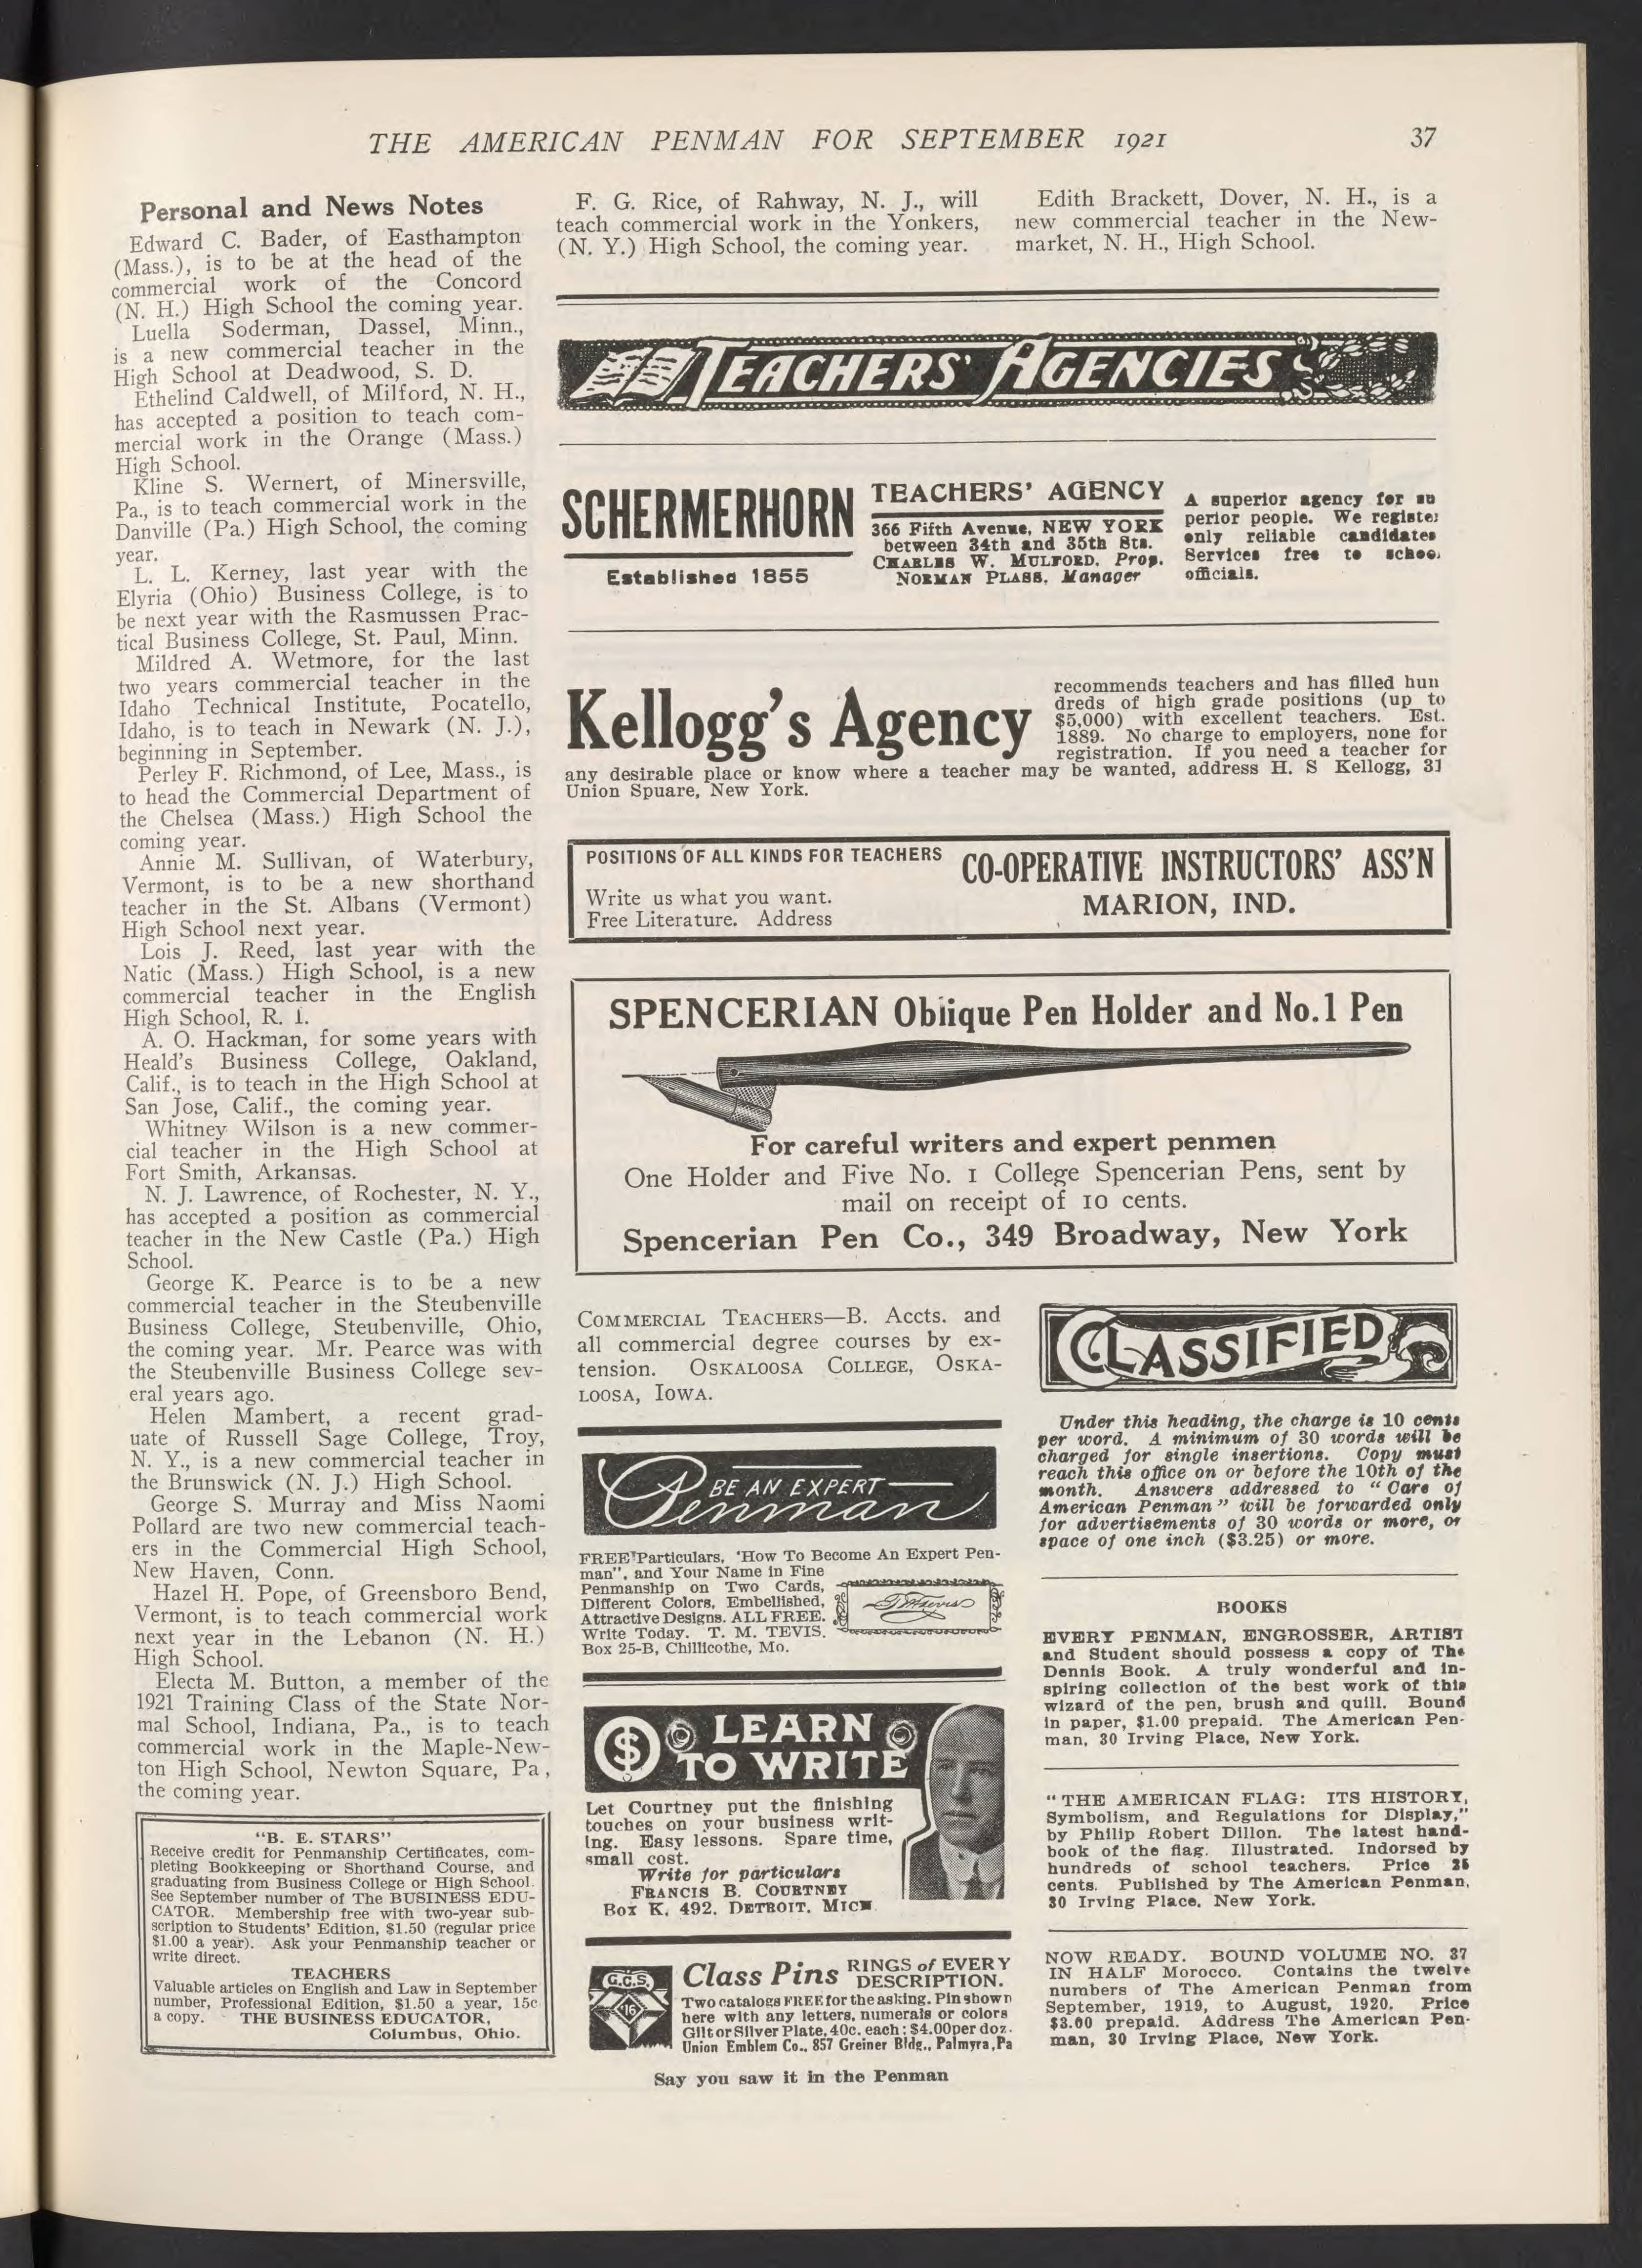 THE AMERICAN PENMAN FOR SEPTEMBER 1921
37
Personal and News Notes
Edward C. Bader, of Easthampton
(Mass.), is to be at the head of the
commercial work of the Concord
(N. H.) High School the coming year.
Luella Soderman, Dassel, Minn.,
is a new commercial teacher in the
High School at Deadwood, S. D.
Ethelind Caldwell, of Milford, N. H.,
has accepted a position to teach com-
mercial work in the Orange (Mass.)
High School.
Kline S. Wernert, of Minersville,
Pa., is to teach commercial work in the
Danville (Pa.) High School, the coming
year.
L. L. Kerney, last year with the
Elyria (Ohio) Business College, is to
be next year with the Rasmussen Prac-
tical Business College, St. Paul, Minn.
Mildred A. Wetmore, for the last
two years commercial teacher in the
Idaho Technical Institute, Pocatello,
Idaho, is to teach in Newark (N. J.),
beginning in September.
Perley F. Richmond, of Lee, Mass., is
to head the Commercial Department of
the Chelsea (Mass.) High School the
coming year.
Annie M. Sullivan, of Waterbury,
Vermont, is to be a new shorthand
teacher in the St. Albans (Vermont)
High School next year.
Lois J. Reed, last year with the
Natic (Mass.) High School, is a new
commercial teacher in the English
High School, R. I.
A. O. Hackman, for some years with
Heald's Business College, Oakland,
Calif., is to teach in the High School at
San Jose, Calif., the coming year.
Whitney Wilson is a new commer-
cial teacher in the High School at
Fort Smith, Arkansas.
N. J. Lawrence, of Rochester, N. Y.,
has accepted a position as commercial
teacher in the New Castle (Pa.) High
School.
George K. Pearce is to be a new
commercial teacher in the Steubenville
Business College, Steubenville, Ohio,
the coming year. Mr. Pearce was with
the Steubenville Business College sev-
eral years ago.
Helen Mambert, a recent grad-
uate of Russell Sage College, Troy,
N. Y., is a new commercial teacher in
the Brunswick (N. J.) High School.
George S. Murray and Miss Naomi
Pollard are two new commercial teach-
ers in the Commercial High School,
New Haven, Conn.
Hazel H. Pope, of Greensboro Bend,
Vermont, is to teach commercial work
next year in the Lebanon (N. H.)
High School.
Electa M. Button, a member of the
1921 Training Class of the State Nor-
mal School, Indiana, Pa., is to teach
commercial work in the Maple-New-
ton High School, Newton Square, Pa,
the coming year.
"B. E. STARS"
Receive credit for Penmanship Certificates, com-
pleting Bookkeeping or Shorthand Course, and
graduating from Business College or High School.
See September number of The BUSINESS EDU-
CATOR. Membership free with two-year sub-
scription to Students' Edition, $1.50 (regular price
$1.00 a year). Ask your Penmanship teacher or
write direct.
TEACHERS
Valuable articles on English and Law in September
number, Professional Edition, $1.50 a year, 15c
a copy. THE BUSINESS EDUCATOR,
Columbus, Ohio.
F. G. Rice, of Rahway, N. J., will
teach commercial work in the Yonkers,
(N. Y.) High School, the coming year.
Edith Brackett, Dover, N. H., is a
new commercial teacher in the New-
market, N. H., High School.
TEACHERS' AGENCIES
SCHERMERHORN
Established 1855
TEACHERS' AGENCY
366 Fifth Avenue, NEW YORK
between 34th and 35th Sts.
CHARLES W. MULFORD, Prop.
NORMAN PLASS, Manager
A superior agency for su
perior people. We register
only reliable candidates
Services free to school
officials.
Kellogg's Agency
recommends teachers and has filled hun
dreds of high grade positions (up to
$5,000) with excellent teachers. Est.
1889. No charge to employers, none for
registration. If you need a teacher for
any desirable place or know where a teacher may be wanted, address H. S Kellogg, 31
Union Spuare, New York.
POSITIONS OF ALL KINDS FOR TEACHERS
Write us what you want.
Free Literature. Address
CO-OPERATIVE INSTRUCTORS' ASS'N
MARION, IND.
SPENCERIAN Oblique Pen Holder and No. 1 Pen
For careful writers and expert penmen
One Holder and Five No. 1 College Spencerian Pens, sent by
mail on receipt of 10 cents.
Spencerian Pen Co., 349 Broadway, New York
COMMERCIAL TEACHERS—B. Accts. and
all commercial degree courses by ex-
tension. OSKALOOSA COLLEGE, OSKA-
LOOSA, IOWA.
BE AN EXPERT
Penman
FREE Particulars, 'How To Become An Expert Pen-
man", and Your Name in Fine
Penmanship on Two Cards,
Different Colors, Embellished,
Attractive Designs. ALL FREE.
Write Today. T. M. TEVIS,
Box 25-B, Chillicothe, Mo.
$ LEARN
TO WRITE
Let Courtney put the finishing
touches on your business writ-
ing. Easy lessons. Spare time,
small cost.
Write for particulars
FRANCIS B. COURTNEY
Box K, 492, DETROIT, MICH.
G.C.S.
'16
Class Pins RINGS of EVERY
DESCRIPTION.
Two catalogs FREE for the asking. Pin shown
here with any letters, numerals or colors
Gilt or Silver Plate, 40c. each; $4.00 per doz.
Union Emblem Co., 857 Greiner Bldg., Palmyra, Pa
Say you saw it in the Penman
CLASSIFIED
Under this heading, the charge is 10 cents
per word. A minimum of 30 words will be
charged for single insertions. Copy must
reach this office on or before the 10th of the
month. Answers addressed to "Care of
American Penman" will be forwarded only
for advertisements of 30 words or more, or
space of one inch ($3.25) or more.
BOOKS
EVERY PENMAN, ENGROSSER, ARTIST
and Student should possess a copy of The
Dennis Book. A truly wonderful and in-
spiring collection of the best work of this
wizard of the pen, brush and quill. Bound
in paper, $1.00 prepaid. The American Pen-
man, 30 Irving Place, New York.
"THE AMERICAN FLAG: ITS HISTORY,
Symbolism, and Regulations for Display,"
by Philip Robert Dillon. The latest hand-
book of the flag. Illustrated. Indorsed by
hundreds of school teachers. Price 25
cents. Published by The American Penman,
30 Irving Place, New York.
NOW READY. BOUND VOLUME NO. 37
IN HALF Morocco. Contains the twelve
numbers of The American Penman from
September, 1919, to August, 1920. Price
$3.00 prepaid. Address The American Pen-
man, 30 Irving Place, New York.